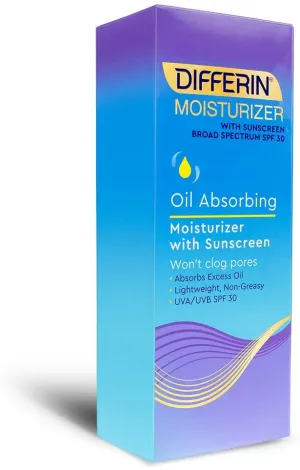 DIFFERIN®
MOISTURIZER
WITH SUNSCREEN
BROAD SPECTRUM SPF 30
Oil Absorbing
Moisturizer
with Sunscreen
Won't clog pores
• Absorbs Excess Oil
• Lightweight, Non-Greasy
• UVA/UVB SPF 30